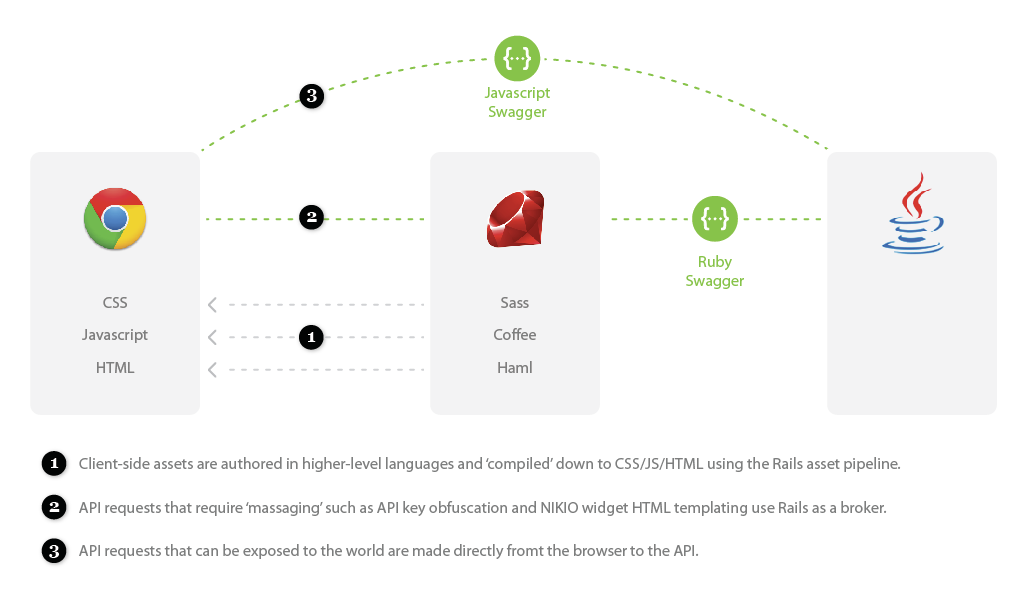 3
Javascript
Swagger
2
Ruby
Swagger
CSS
Sass
Javascript
1
Coffee
HTML
Haml
1 Client-side assets are authored in higher-level languages and ‘compiled’ down to CSS/JS/HTML using the Rails asset pipeline.
2 API requests that require ‘massaging’ such as API key obfuscation and NIKIO widget HTML templating use Rails as a broker.
3 API requests that can be exposed to the world are made directly fromt the browser to the API.